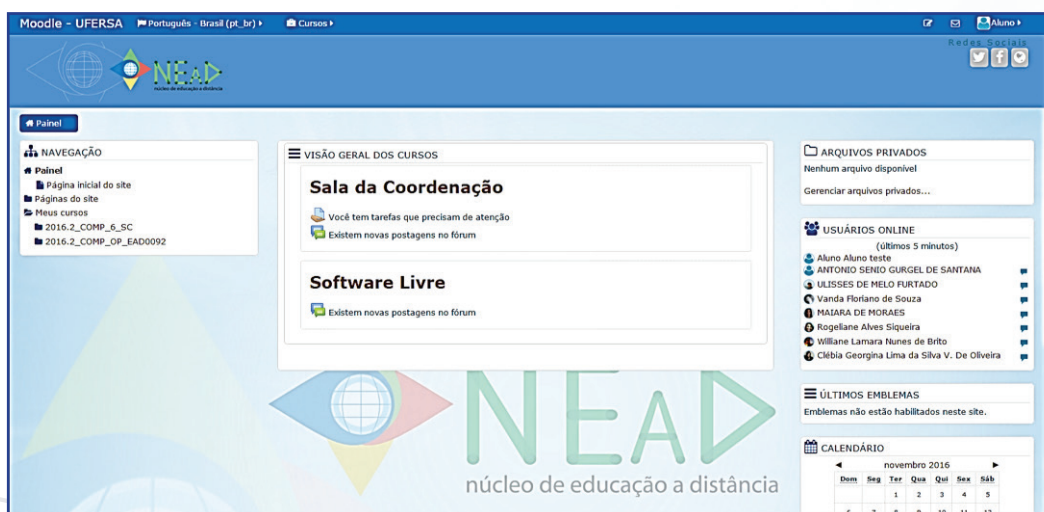 Moodle - UFERSA Português - Brasil (pt_br) Cursos Aluno
Redes Sociais
NEAD
núcleo de educação a distância
Painel
NAVEGAÇÃO
Painel
Página inicial do site
Páginas do site
Meus cursos
2016.2_COMP_6_SC
2016.2_COMP_OP_EAD0092
VISÃO GERAL DOS CURSOS
Sala da Coordenação
Você tem tarefas que precisam de atenção
Existem novas postagens no fórum
Software Livre
Existem novas postagens no fórum
ARQUIVOS PRIVADOS
Nenhum arquivo disponível
Gerenciar arquivos privados...
USUÁRIOS ONLINE
(últimos 5 minutos)
Aluno Aluno teste
ANTONIO SENIO GURGEL DE SANTANA
ULISSES DE MELO FURTADO
Vanda Floriano de Souza
MAIARA DE MORAES
Rogeliane Alves Siqueira
Williane Lamara Nunes de Brito
Clébia Georgina Lima da Silva V. De Oliveira
ÚLTIMOS EMBLEMAS
Emblemas não estão habilitados neste site.
CALENDÁRIO
novembro 2016
Dom Seg Ter Qua Qui Sex Sáb
1 2 3 4 5
NEAD
núcleo de educação a distância